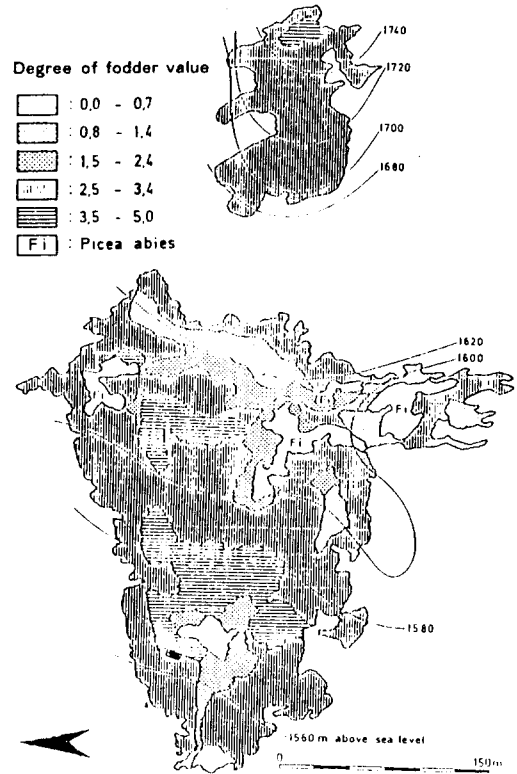 Degree of fodder value
: 0,0 - 0,7
: 0,8 - 1,4
: 1,5 - 2,4
: 2,5 - 3,4
: 3,5 - 5,0
Fi : Picea abies
1740
1720
1700
1680
1620
1600
Fi
Fi
Fi
1580
1560 m above sea level
0 150m